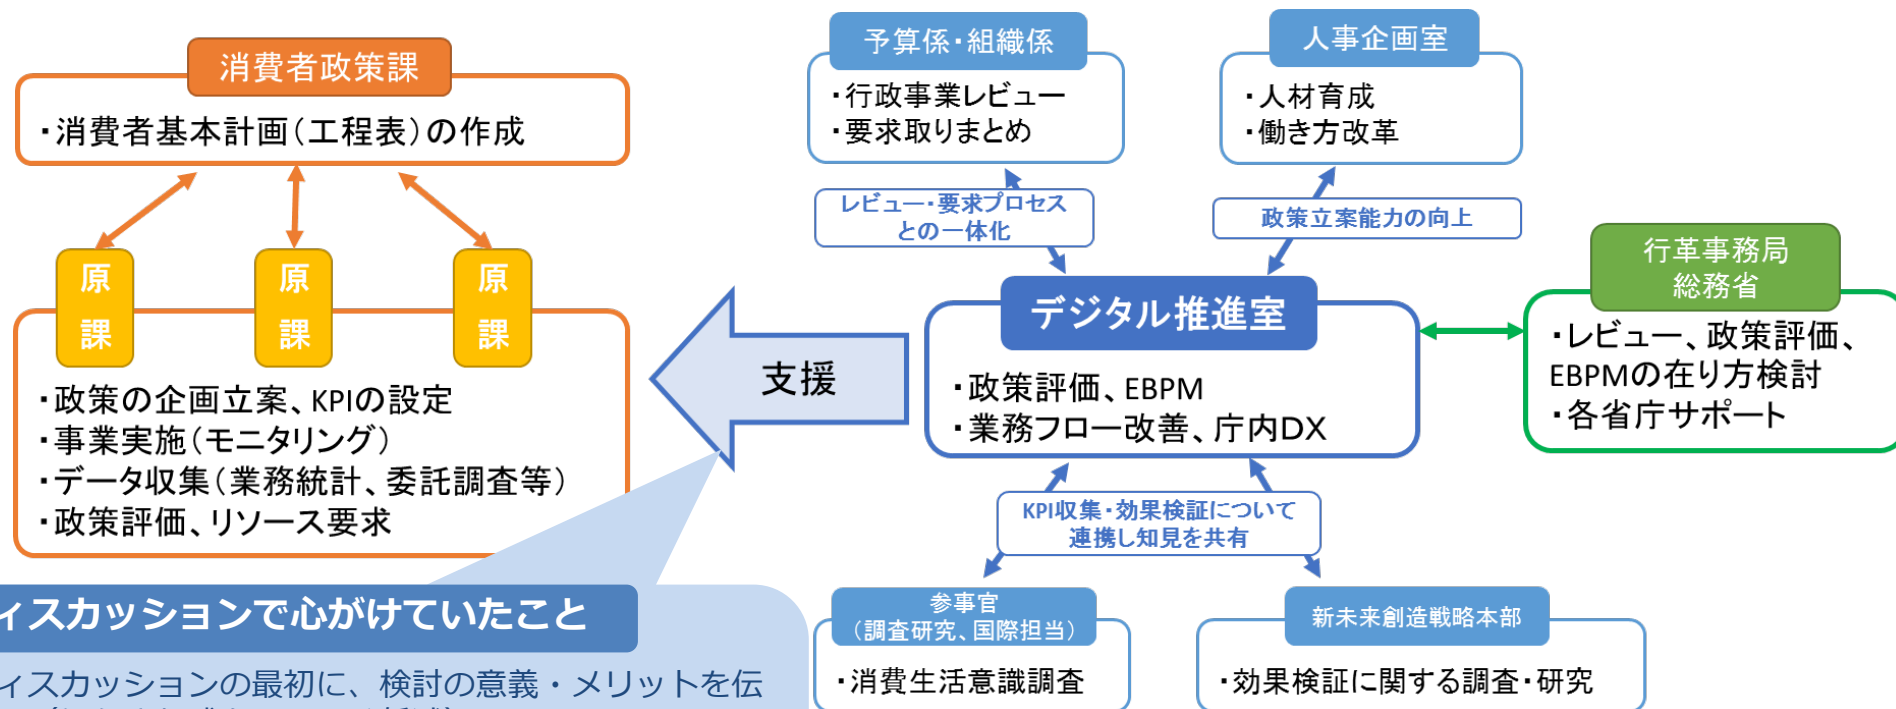 消費者政策課
・消費者基本計画(工程表)の作成
原課
原課
原課
・政策の企画立案、KPIの設定
・事業実施(モニタリング)
・データ収集(業務統計、委託調査等)
・政策評価、リソース要求
支援
予算係・組織係
・行政事業レビュー
・要求取りまとめ
人事企画室
・人材育成
・働き方改革
レビュー・要求プロセス
との一体化
政策立案能力の向上
デジタル推進室
・政策評価、EBPM
・業務フロー改善、庁内DX
行革事務局
総務省
・レビュー、政策評価、
EBPMの在り方検討
・各省庁サポート
KPI収集・効果検証について
連携し知見を共有
参事官
(調査研究、国際担当)
・消費生活意識調査
新未来創造戦略本部
・効果検証に関する調査・研究
ィスカッションで心がけていたこと
ィスカッションの最初に、検討の意義・メリットを伝